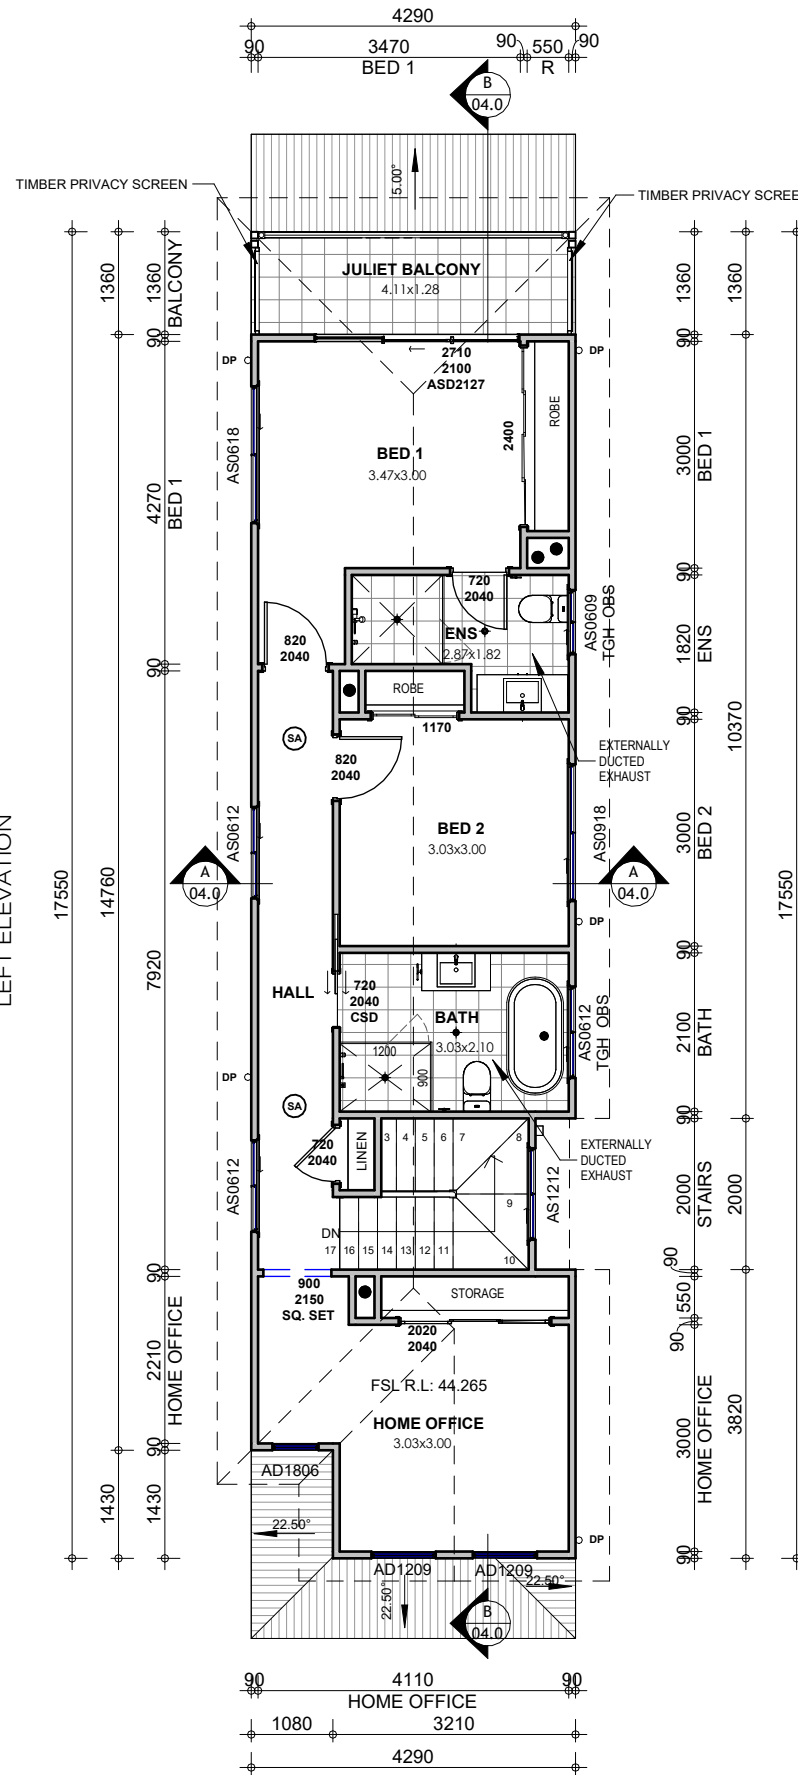 4290
90
3470
90
550
90
BED 1
R
B
04.0
5.00°
TIMBER PRIVACY SCREEN
TIMBER PRIVACY SCREE
JULIET BALCONY
4.11x1.28
1360
1360
BALCONY
1360
1360
90
90
DP
DP
2710
2100
ASD2127
ROBE
2400
AS0618
BED 1
3.47x3.00
4270
BED 1
3000
BED 1
90
720
2040
ENS
2.87x1.82
AS0609
TGH OBS
1820
ENS
820
2040
90
ROBE
1170
90
SA
820
2040
EXTERNALLY
DUCTED
EXHAUST
10370
BED 2
3.03x3.00
AS0612
AS0918
3000
BED 2
A
04.0
A
04.0
LEFT ELEVATION
17550
14760
7920
17550
DP
90
HALL
720
2040
CSD
BATH
3.03x2.10
1200
900
AS0612
TGH OBS
2100
BATH
DP
SA
90
720
2040
LINEN
3 4 5 6 7 8
9
10
DN
17 16 15 14 13 12 11
EXTERNALLY
DUCTED
EXHAUST
AS0612
AS1212
2000
STAIRS
2000
90
90
900
2150
SQ. SET
STORAGE
550
90
2020
2040
2210
HOME OFFICE
FSL R.L: 44.265
HOME OFFICE
3.03x3.00
3000
HOME OFFICE
3820
90
AD1806
1430
1430
22.50°
DP
90
AD1209
AD1209
22.50°
22.50°
B
04.0
90
4110
90
HOME OFFICE
1080
3210
4290